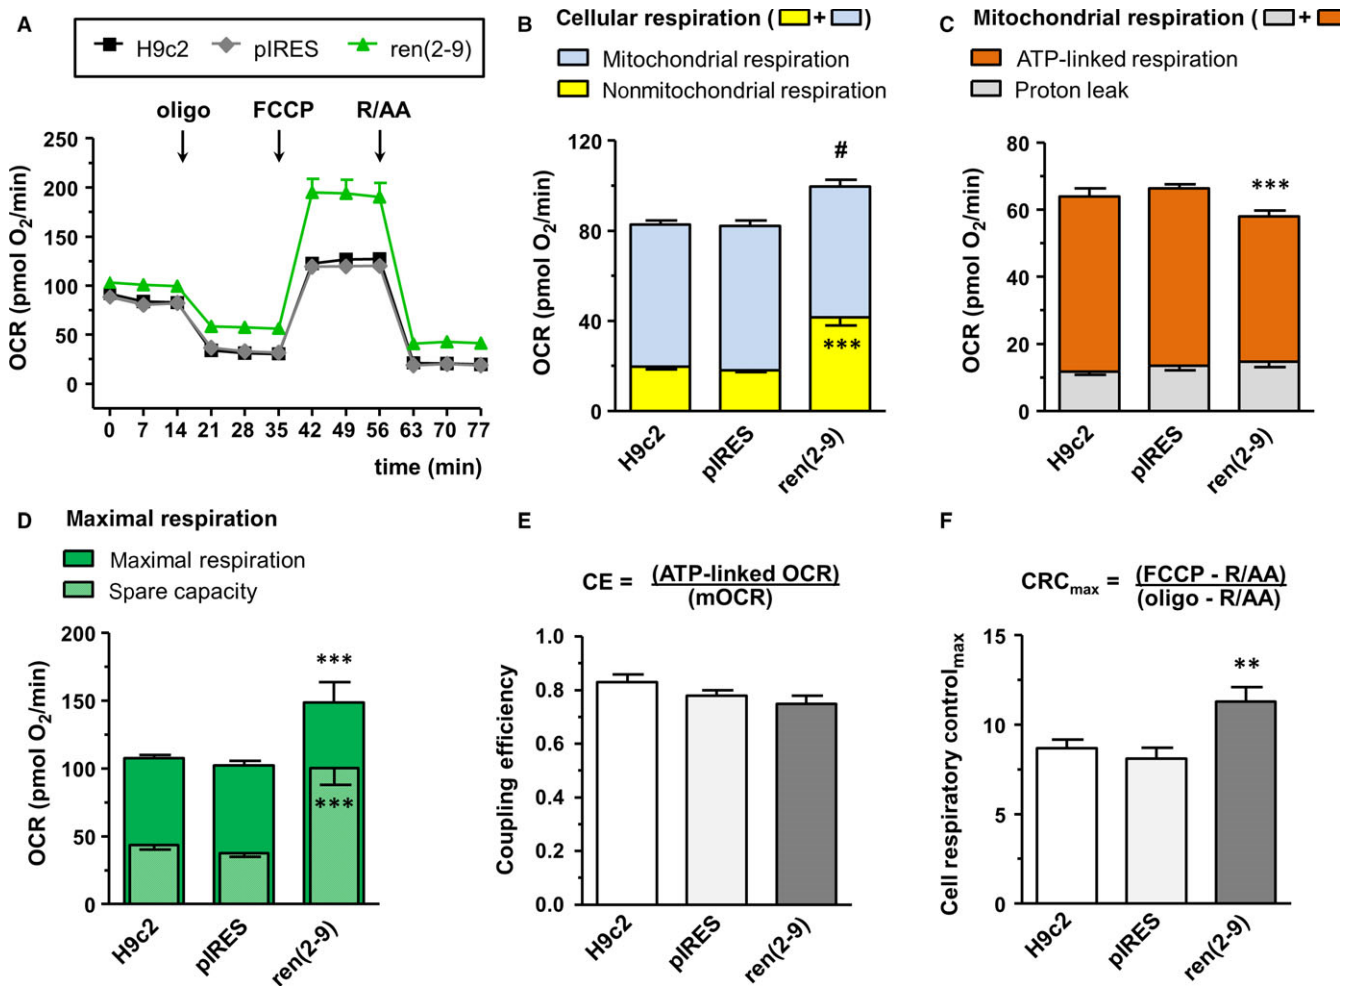 A
H9c2 pIRES ren(2-9)
oligo FCCP R/AA
OCR (pmol O2/min)
250
200
150
100
50
0
0 7 14 21 28 35 42 49 56 63 70 77
time (min)
B Cellular respiration ( + )
Mitochondrial respiration
Nonmitochondrial respiration
OCR (pmol O2/min)
120
80
40
0
#
***
H9c2 pIRES ren(2-9)
C Mitochondrial respiration ( +
ATP-linked respiration
Proton leak
OCR (pmol O2/min)
80
60
40
20
0
***
H9c2 pIRES ren(2-9)
D Maximal respiration
Maximal respiration
Spare capacity
OCR (pmol O2/min)
200
150
100
50
0
***
***
H9c2 pIRES ren(2-9)
E
CE = (ATP-linked OCR)
(mOCR)
Coupling efficiency
1.0
0.8
0.6
0.4
0.2
0.0
H9c2 pIRES ren(2-9)
F
CRCmax = (FCCP - R/AA)
(oligo - R/AA)
Cell respiratory controlmax
15
10
5
0
**
H9c2 pIRES ren(2-9)